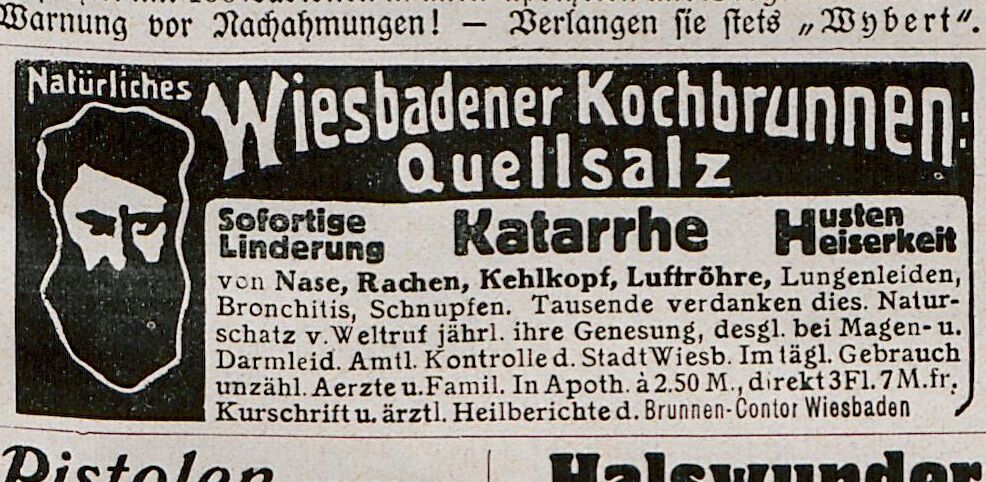 Warnung vor Nachahmungen! — Verlangen sie stets „Wybert".
Natürliches
Wiesbadener Kochbrunnen:
Quellsalz
Sofortige Linderung Katarrhe Husten Heiserkeit
von Nase, Rachen, Kehlkopf, Luftröhre, Lungenleiden,
Bronchitis, Schnupfen. Tausende verdanken dies. Natur-
schatz v. Weltruf jährl. ihre Genesung, desgl. bei Magen- u.
Darmleid. Amtl. Kontrolle d. Stadt Wiesb. Im tägl. Gebrauch
unzähl. Aerzte u. Famil. In Apoth. à 2.50 M., direkt 3 Fl. 7 M. fr.
Kurschrift u. ärztl. Heilberichte d. Brunnen-Contor Wiesbaden
Pistolen
Halswunder